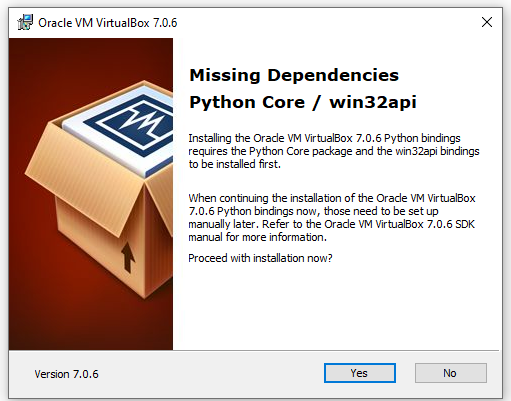 Oracle VM VirtualBox 7.0.6
Missing Dependencies
Python Core / win32api
Installing the Oracle VM VirtualBox 7.0.6 Python bindings
requires the Python Core package and the win32api bindings
to be installed first.
When continuing the installation of the Oracle VM VirtualBox
7.0.6 Python bindings now, those need to be set up
manually later. Refer to the Oracle VM VirtualBox 7.0.6 SDK
manual for more information.
Proceed with installation now?
Version 7.0.6
Yes
No